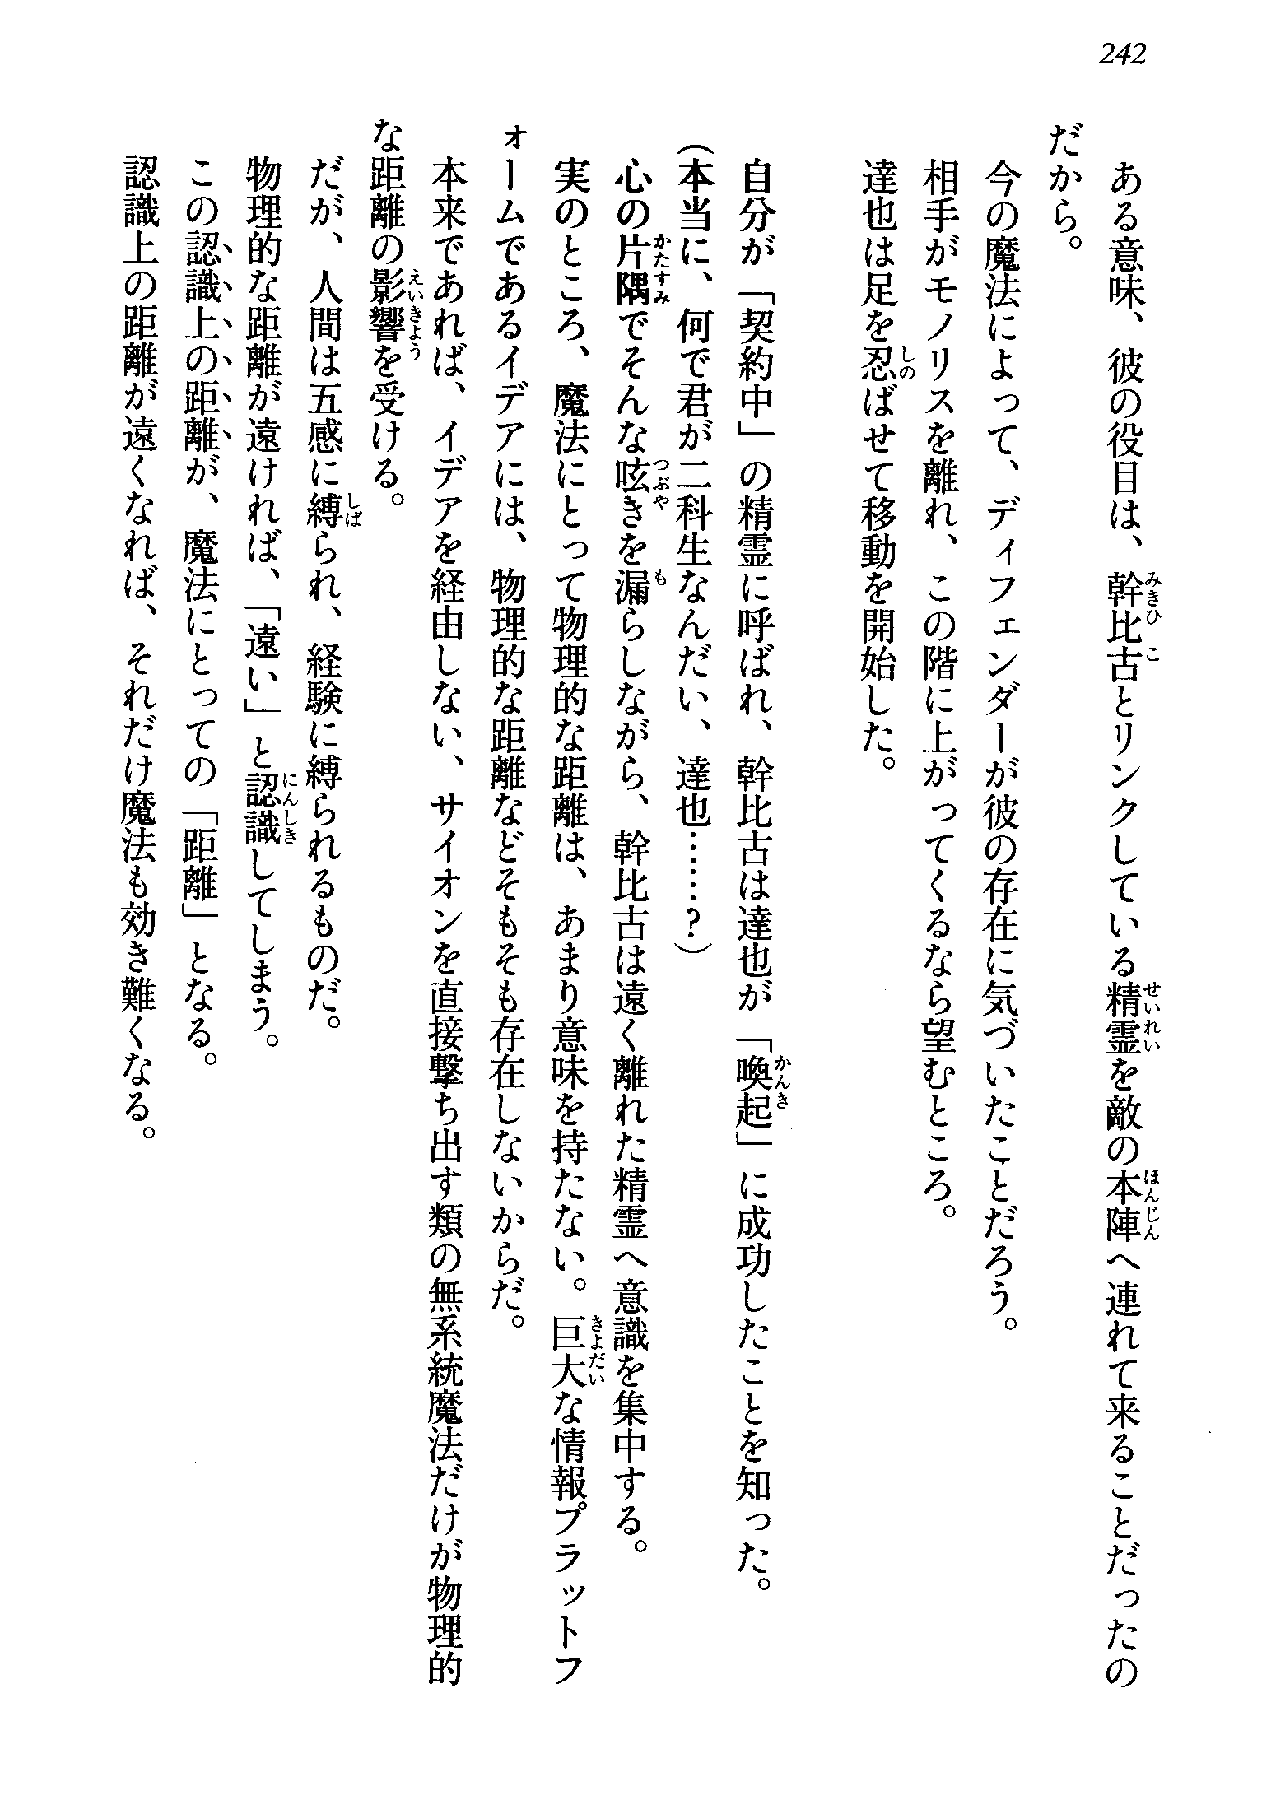 242
ある意味、彼の役目は、幹比古とリンクしている精霊を敵の本陣へ連れて来ることだったの
だから。
今の魔法によって、ディフェンダーが彼の存在に気づいたことだろう。
相手がモノリスを離れ、この階に上がってくるなら望むところ。
達也は足を忍ばせて移動を開始した。
自分が「契約中」の精霊に呼ばれ、幹比古は達也が「喚起」に成功したことを知った。
(本当に、何で君が二科生なんだい、達也……?)
心の片隅でそんな呟きを漏らしながら、幹比古は遠く離れた精霊へ意識を集中する。
実のところ、魔法にとって物理的な距離は、あまり意味を持たない。巨大な情報プラットフ
ォームであるイデアには、物理的な距離などそもそも存在しないからだ。
本来であれば、イデアを経由しない、サイオンを直接撃ち出す類の無系統魔法だけが物理的
な距離の影響を受ける。
だが、人間は五感に縛られ、経験に縛られるものだ。
物理的な距離が遠ければ、「遠い」と認識してしまう。
この認識上の距離が、魔法にとっての「距離」となる。
認識上の距離が遠くなれば、それだけ魔法も効き難くなる。